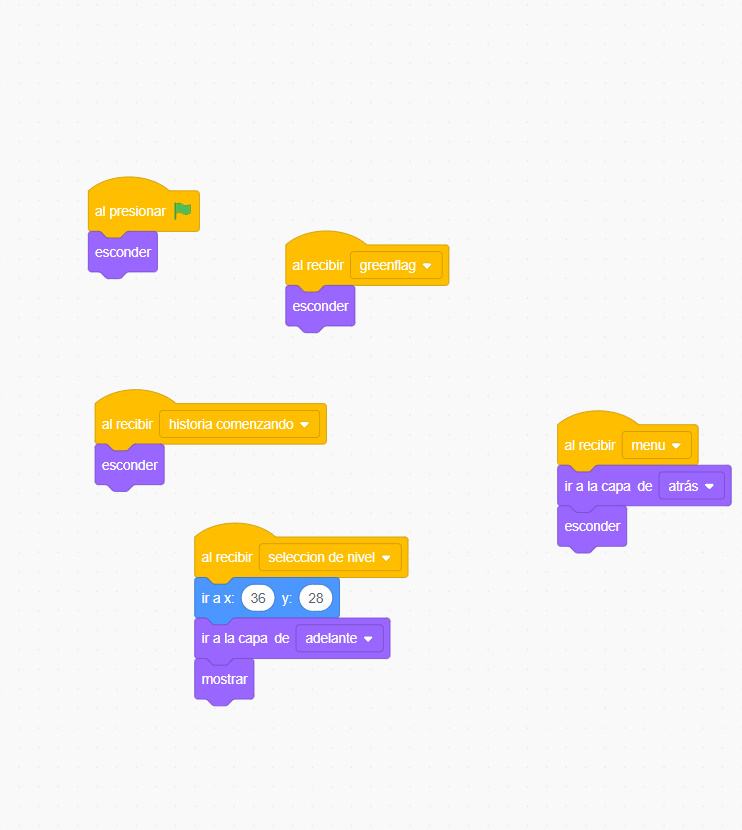 al presionar
esconder
al recibir greenflag
esconder
al recibir historia comenzando
esconder
al recibir menu
ir a la capa de atrás
esconder
al recibir seleccion de nivel
ir a x: 36 y: 28
ir a la capa de adelante
mostrar